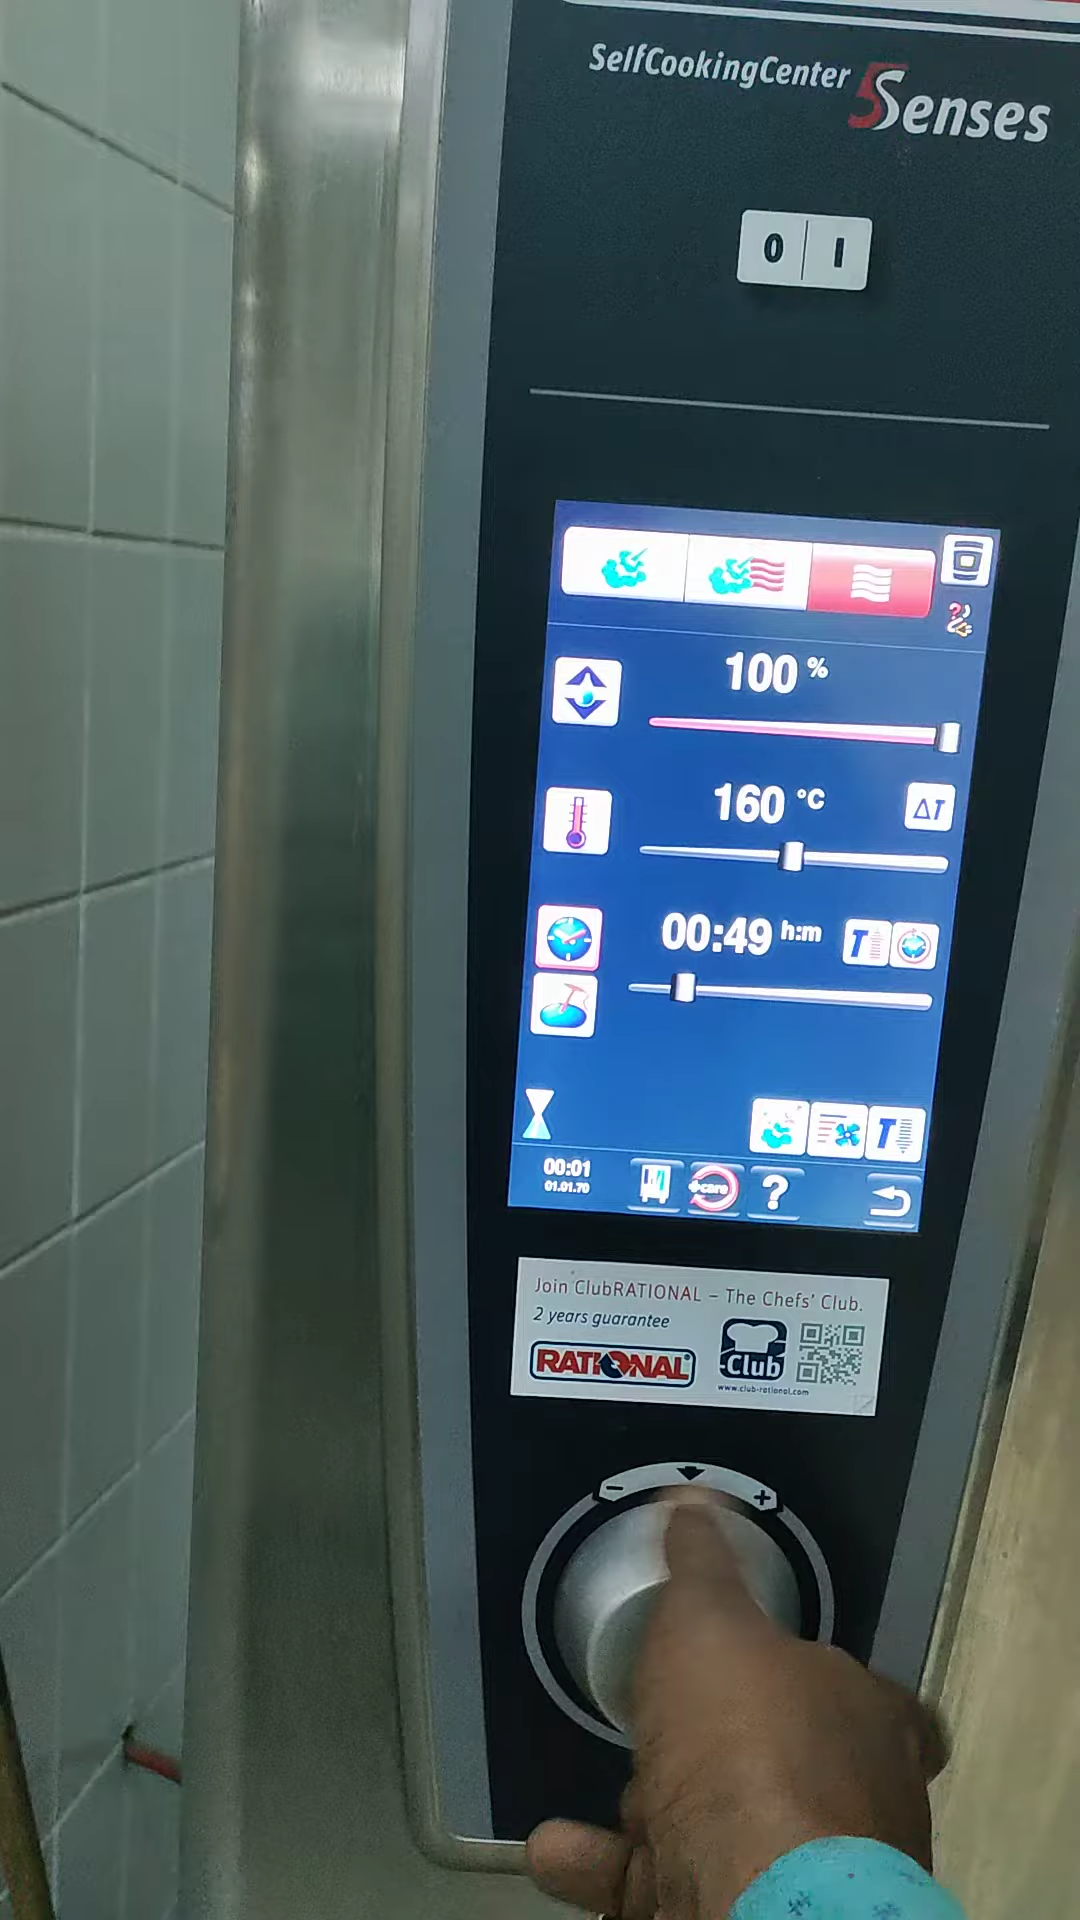 SelfCookingCenter 5Senses
0 I
100 %
160 °C
ΔT
00:49 h:m
T
T
00:01
01.01.70
care
?
Join ClubRATIONAL – The Chefs' Club.
2 years guarantee
RATIONAL
Club
www.club-rational.com
- +